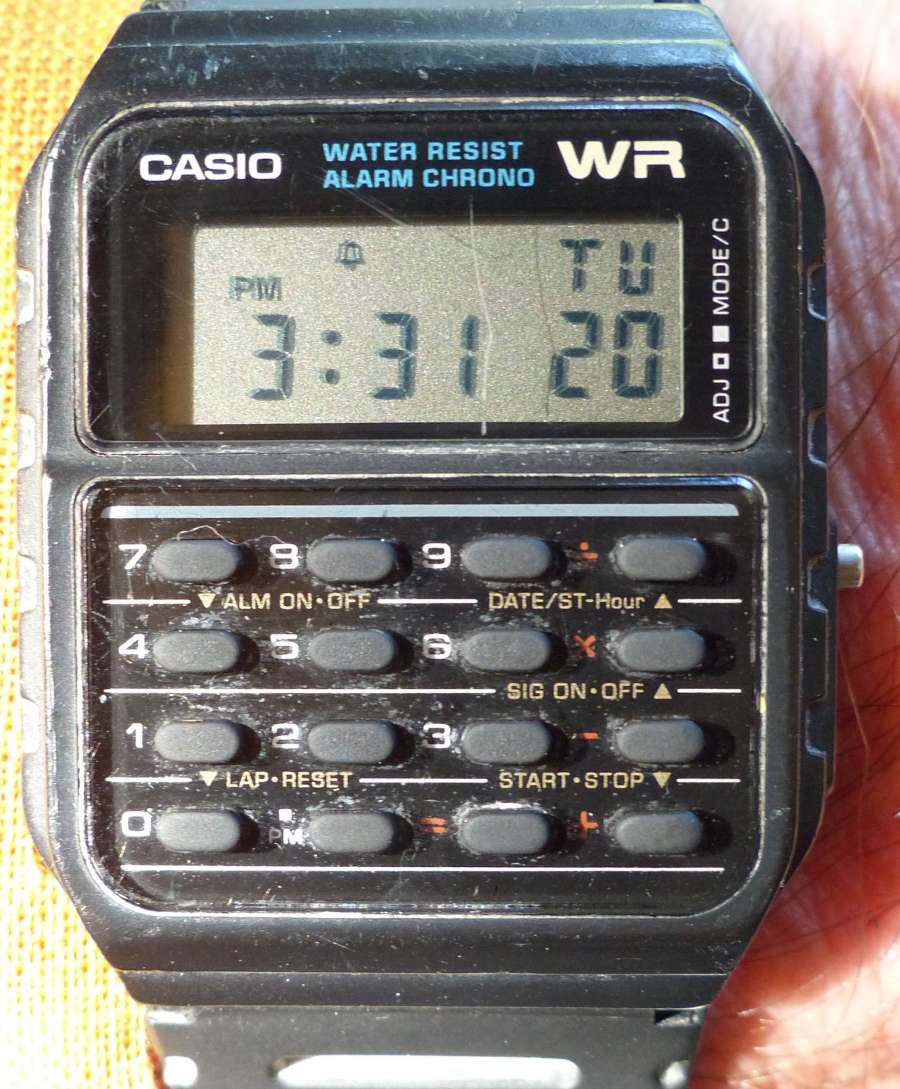 CASIO WATER RESIST WR
ALARM CHRONO
TU
PM
3:31 20
ADJ MODE/C
7 8 9 ÷
▼ ALM ON•OFF DATE/ST-Hour ▲
4 5 6 ×
SIG ON•OFF ▲
1 2 3 -
▼ LAP•RESET START•STOP ▼
0 . = +
PM